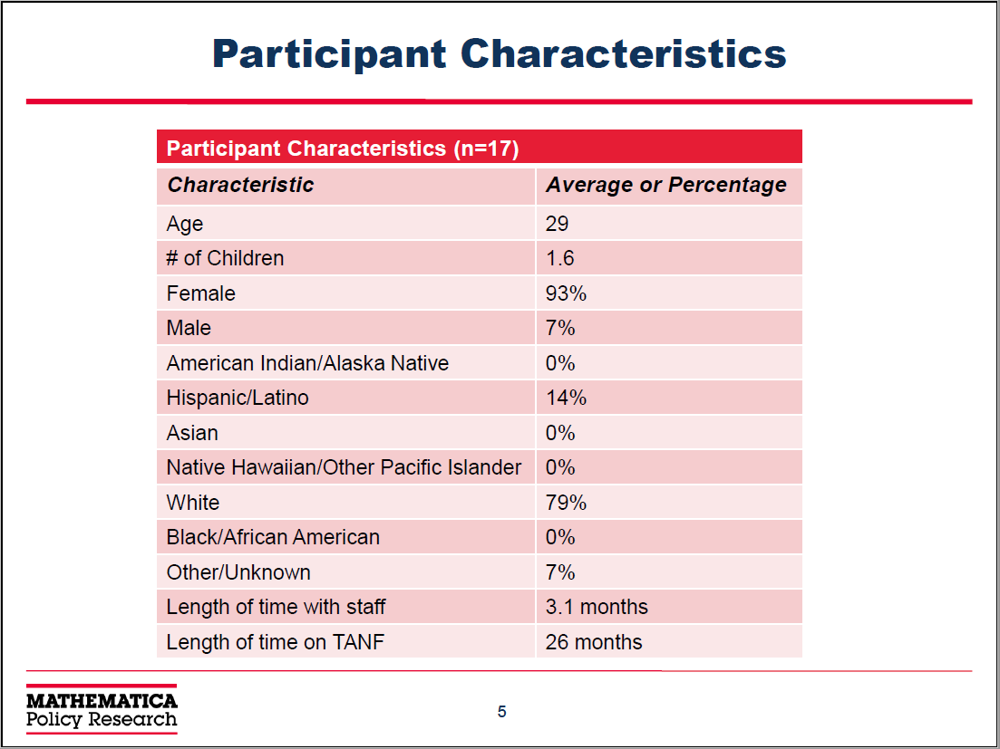 Participant Characteristics
Participant Characteristics (n=17)
Characteristic Average or Percentage
Age 29
# of Children 1.6
Female 93%
Male 7%
American Indian/Alaska Native 0%
Hispanic/Latino 14%
Asian 0%
Native Hawaiian/Other Pacific Islander 0%
White 79%
Black/African American 0%
Other/Unknown 7%
Length of time with staff 3.1 months
Length of time on TANF 26 months
MATHEMATICA
Policy Research
5